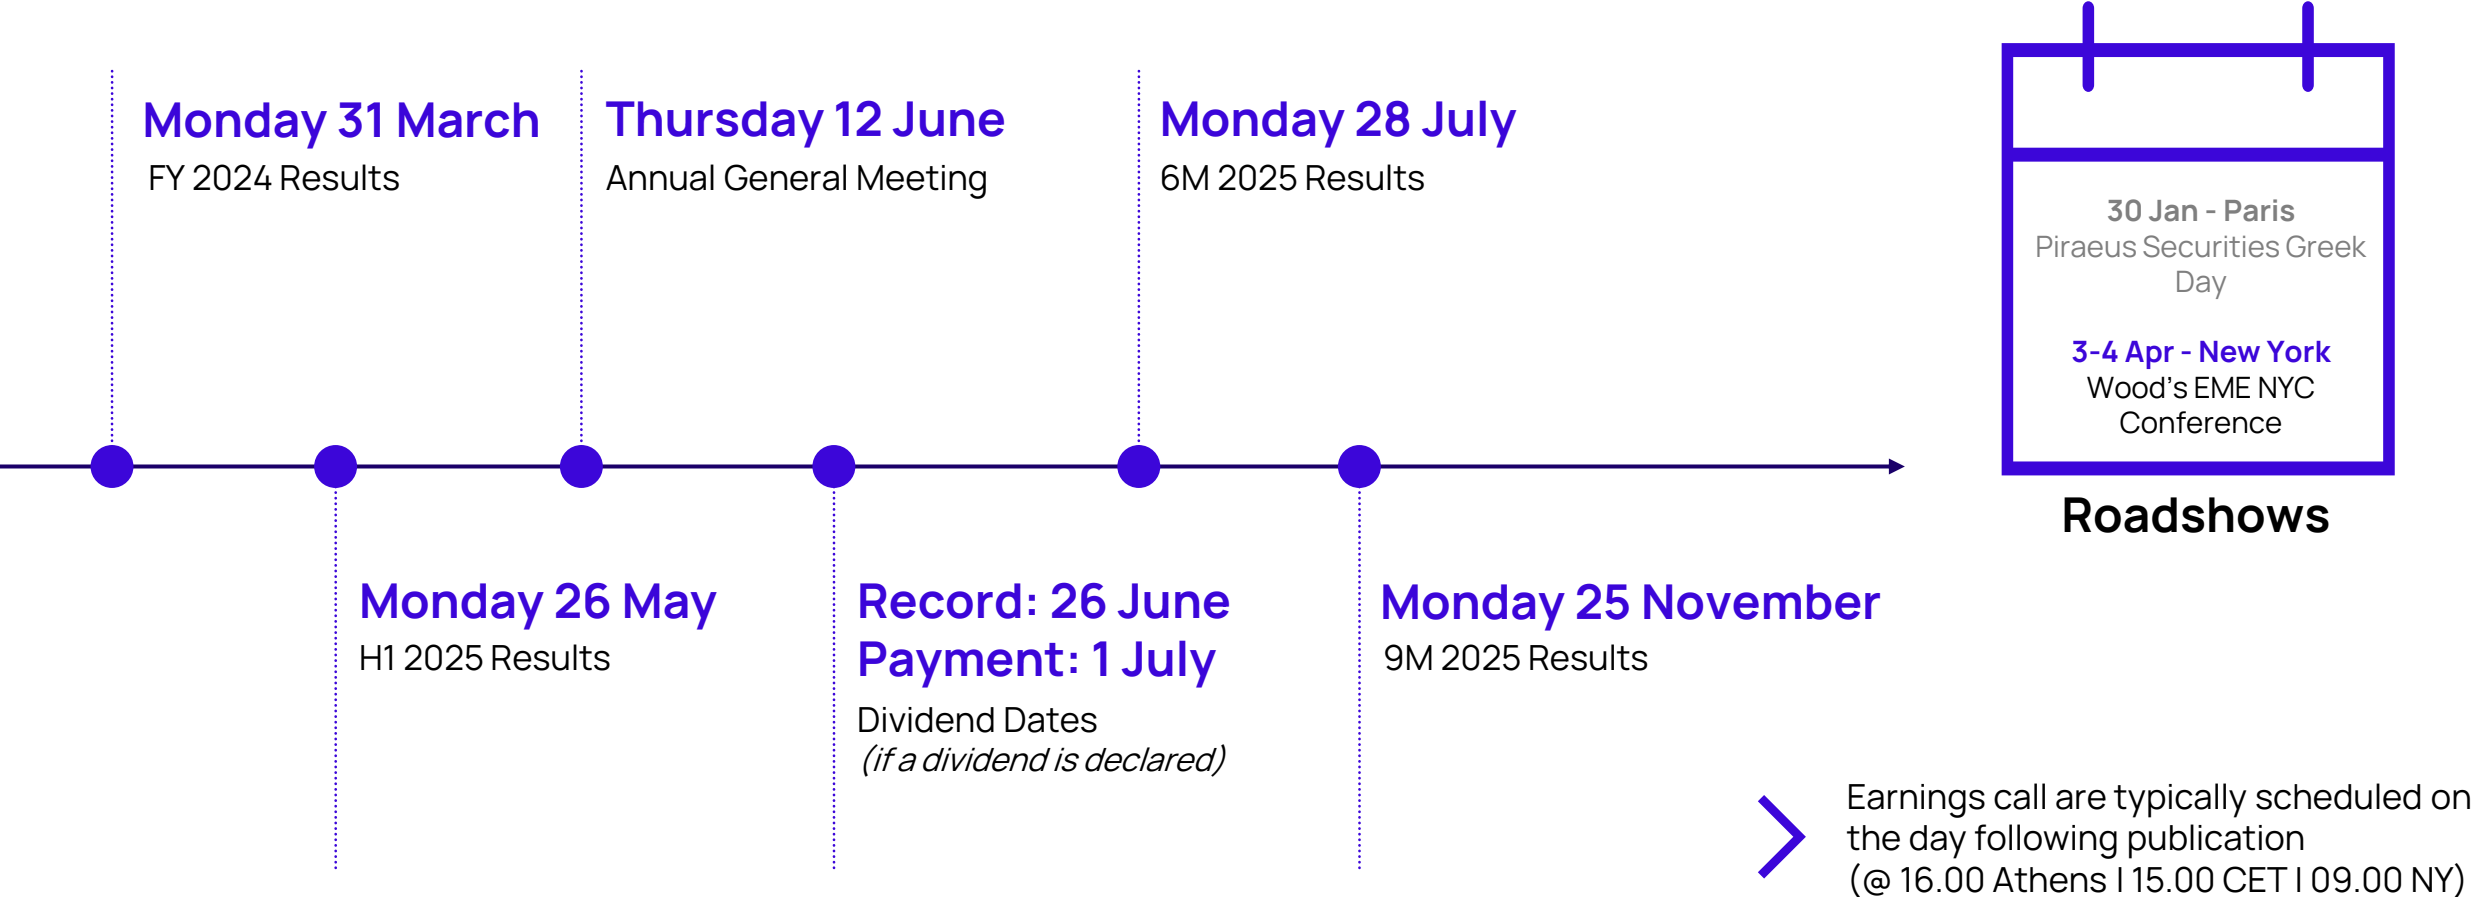 Monday 31 March
FY 2024 Results
Thursday 12 June
Annual General Meeting
Monday 28 July
6M 2025 Results
30 Jan - Paris
Piraeus Securities Greek
Day
3-4 Apr - New York
Wood's EME NYC
Conference
Roadshows
Monday 26 May
H1 2025 Results
Record: 26 June
Payment: 1 July
Dividend Dates
(if a dividend is declared)
Monday 25 November
9M 2025 Results
Earnings call are typically scheduled on
the day following publication
(@ 16.00 Athens I 15.00 CET I 09.00 NY)